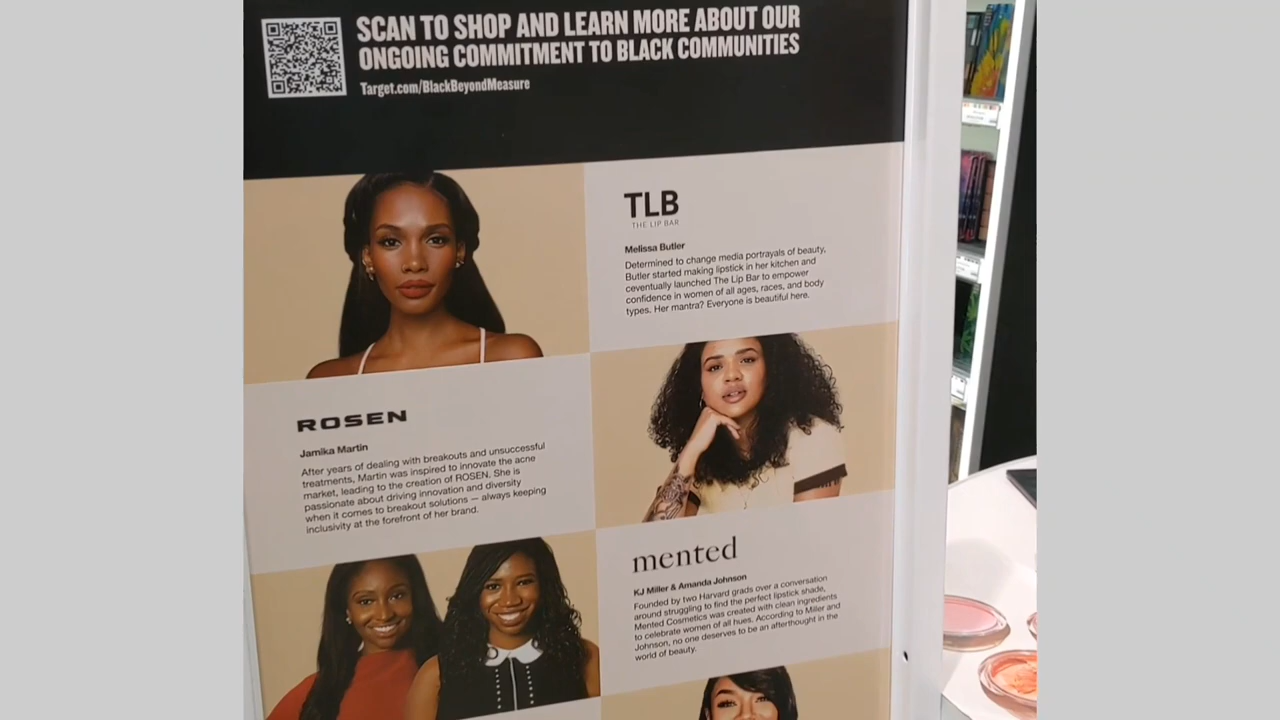 SCAN TO SHOP AND LEARN MORE ABOUT OUR
ONGOING COMMITMENT TO BLACK COMMUNITIES
Target.com/BlackBeyondMeasure
TLB
THE LIP BAR
Melissa Butler
Determined to change media portrayals of beauty,
Butler started making lipstick in her kitchen and
ceventually launched The Lip Bar to empower
confidence in women of all ages, races, and body
types. Her mantra? Everyone is beautiful here.
ROSEN
Jamika Martin
After years of dealing with breakouts and unsuccessful
treatments, Martin was inspired to innovate the acne
market, leading to the creation of ROSEN. She is
passionate about driving innovation and diversity
when it comes to breakout solutions — always keeping
inclusivity at the forefront of her brand.
mented
KJ Miller & Amanda Johnson
Founded by two Harvard grads over a conversation
around struggling to find the perfect lipstick shade,
Mented Cosmetics was created with clean ingredients
to celebrate women of all hues. According to Miller and
Johnson, no one deserves to be an afterthought in the
world of beauty.